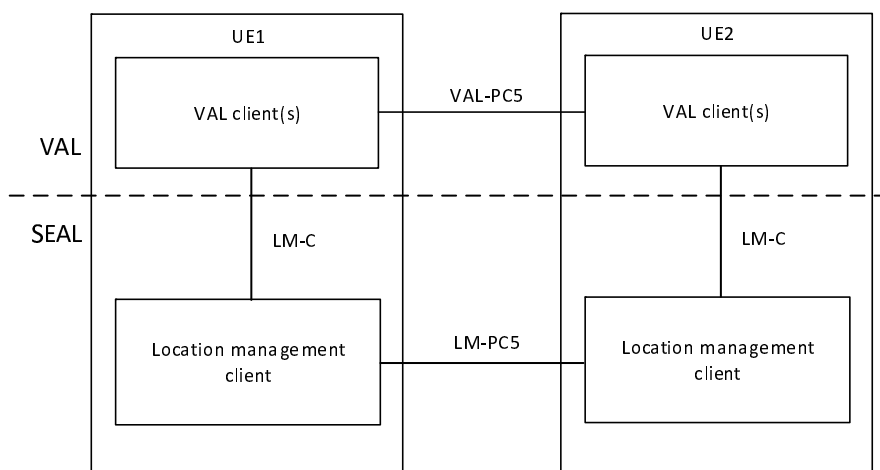 UE1
UE2
VAL client(s)
VAL-PC5
VAL client(s)
VAL
SEAL
LM-C
LM-C
Location management
client
LM-PC5
Location management
client